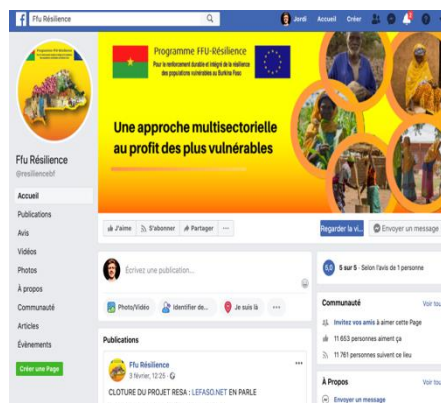 Ffu Résilience
Jordi
Accueil
Créer
Programme FFU-Résilience
Pour le renforcement durable et intégré de la résilience
des populations vulnérables au Burkina Faso
Une approche multisectorielle
au profit des plus vulnérables
Ffu Résilience
@resiliencebf
Accueil
Publications
Avis
Vidéos
Photos
À propos
Communauté
Articles
Évènements
Créer une Page
J'aime
S'abonner
Partager
Regarder la vi...
Envoyer un message
Écrivez une publication...
Photo/Vidéo
Identifier de...
Je suis là
Publications
Ffu Résilience
3 février, 12:25
CLOTURE DU PROJET RESA : LEFASO.NET EN PARLE
5,0
5 sur 5 · Selon l'avis de 1 personne
Communauté
Voir tou
Invitez vos amis à aimer cette Page
11 653 personnes aiment ça
11 761 personnes suivent ce lieu
À Propos
Voir tou
Envoyer un message